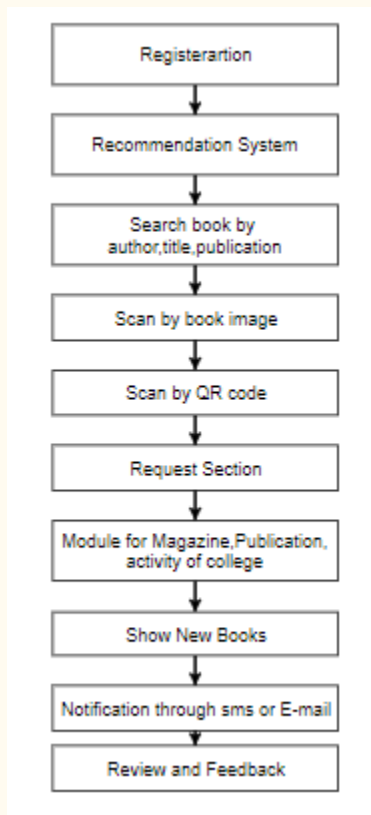 Registerartion
Recommendation System
Search book by
author,title,publication
Scan by book image
Scan by QR code
Request Section
Module for Magazine,Publication,
activity of college
Show New Books
Notification through sms or E-mail
Review and Feedback